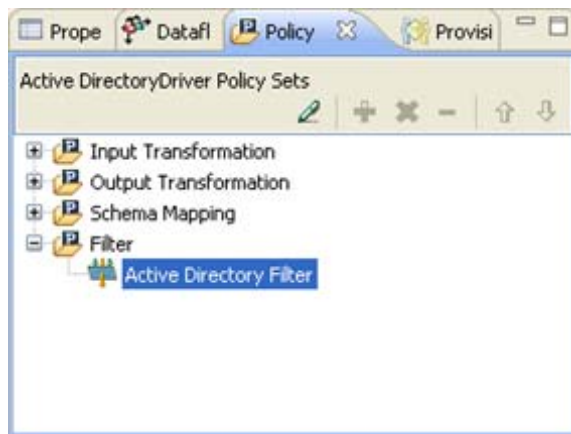 Prope Datafl Policy Provisi
Active DirectoryDriver Policy Sets
Input Transformation
Output Transformation
Schema Mapping
Filter
Active Directory Filter